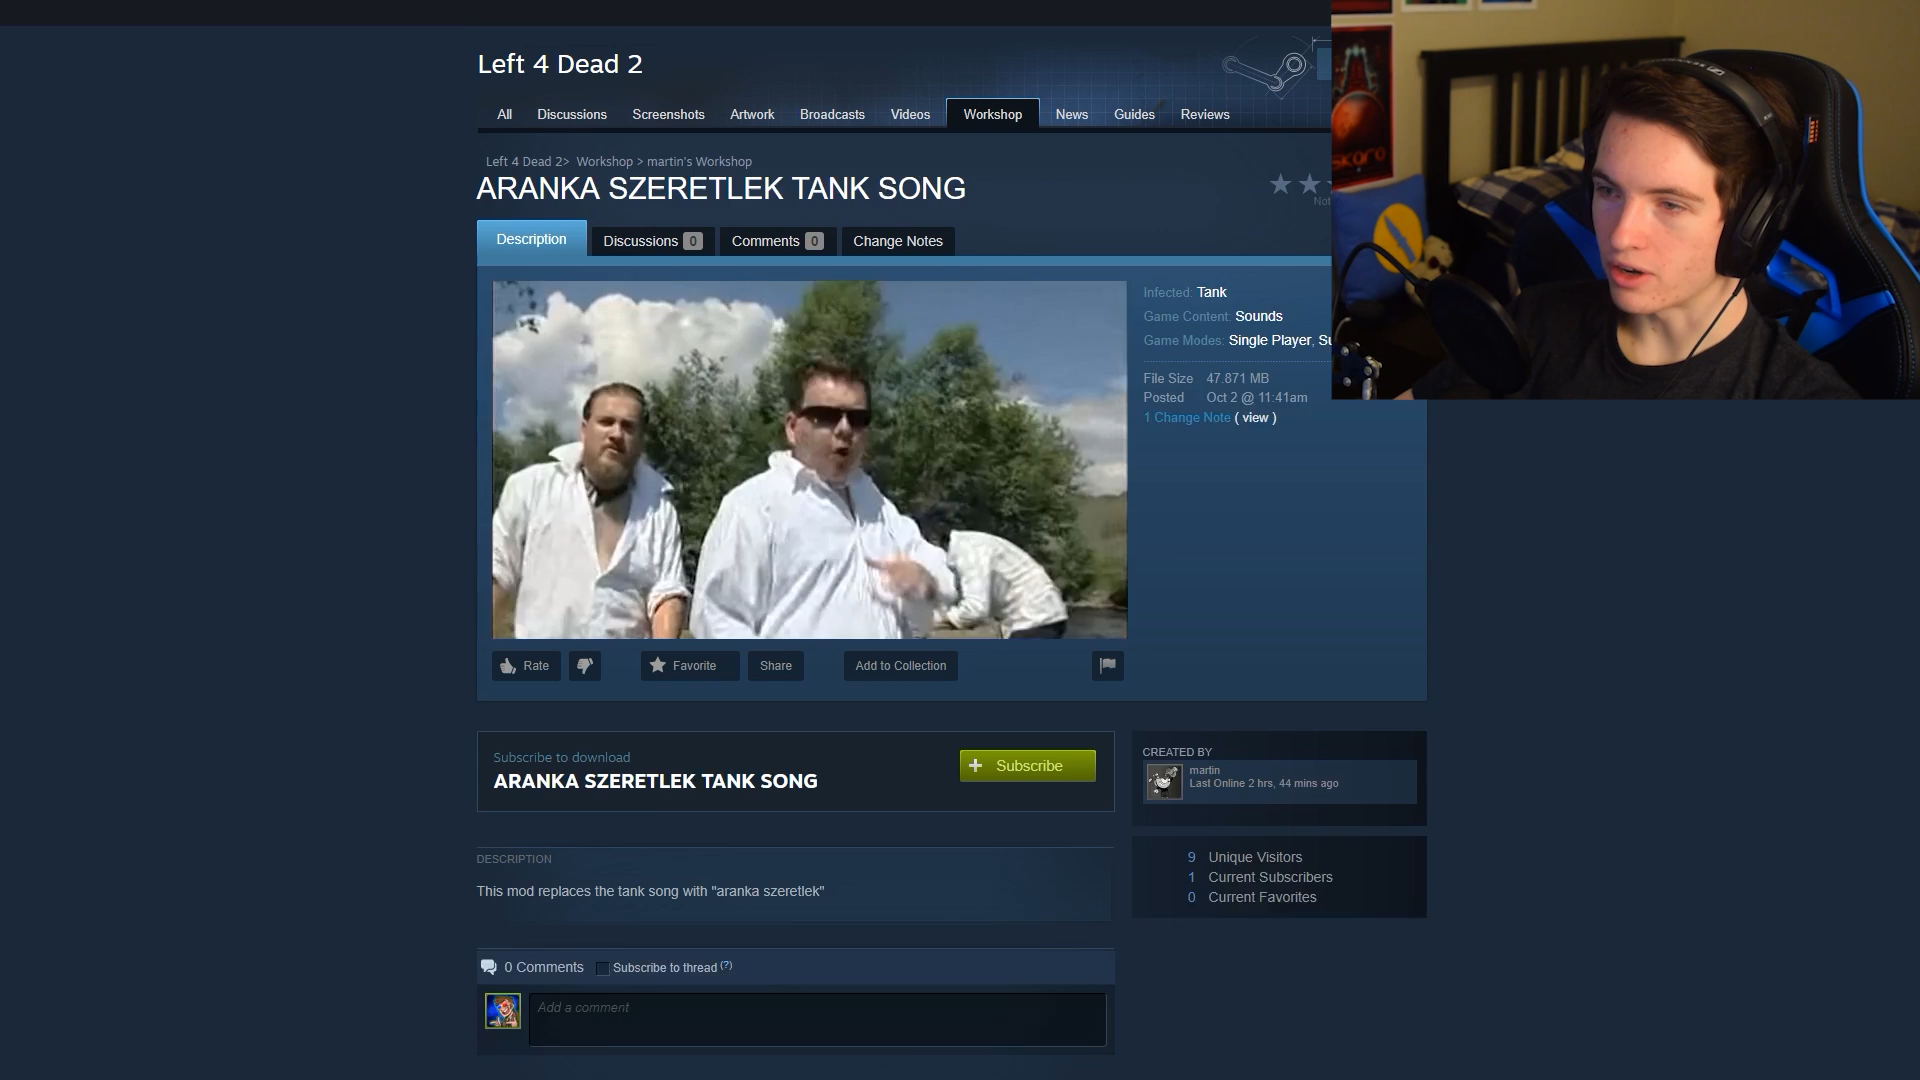 Left 4 Dead 2
All Discussions Screenshots Artwork Broadcasts Videos Workshop News Guides Reviews
Left 4 Dead 2> Workshop > martin's Workshop
ARANKA SZERETLEK TANK SONG
Not
Description Discussions 0 Comments 0 Change Notes
Infected: Tank
Game Content: Sounds
Game Modes: Single Player, Su
File Size 47.871 MB
Posted Oct 2 @ 11:41am
1 Change Note ( view )
Rate Favorite Share Add to Collection
Subscribe to download
ARANKA SZERETLEK TANK SONG
Subscribe
CREATED BY
martin
Last Online 2 hrs, 44 mins ago
9 Unique Visitors
1 Current Subscribers
0 Current Favorites
DESCRIPTION
This mod replaces the tank song with "aranka szeretlek"
0 Comments Subscribe to thread (?)
Add a comment